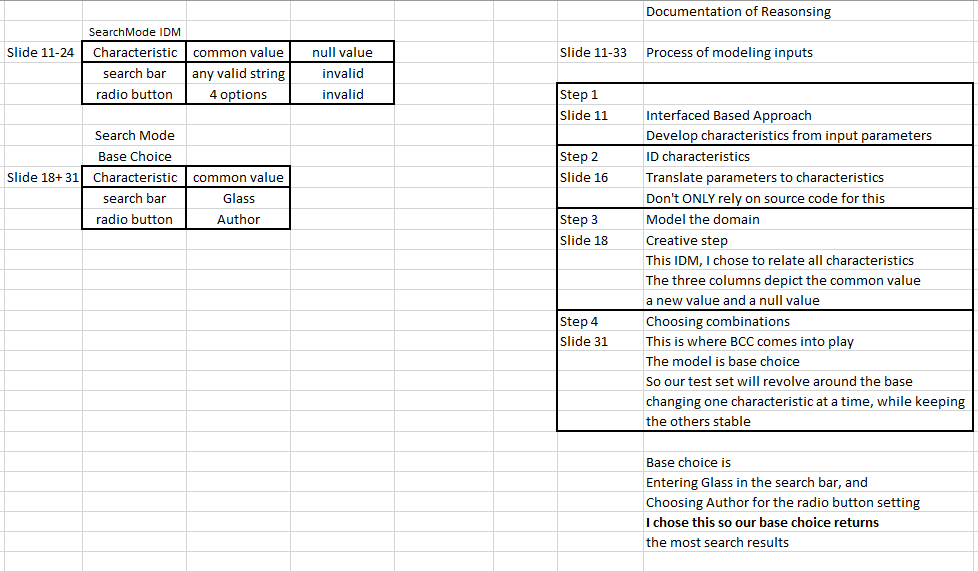 Documentation of Reasonsing
SearchMode IDM
Slide 11-24 Characteristic common value null value
search bar any valid string invalid
radio button 4 options invalid
Search Mode
Base Choice
Slide 18+31 Characteristic common value
search bar Glass
radio button Author
Slide 11-33 Process of modeling inputs
Step 1
Slide 11 Interfaced Based Approach
Develop characteristics from input parameters
Step 2 ID characteristics
Slide 16 Translate parameters to characteristics
Don't ONLY rely on source code for this
Step 3 Model the domain
Slide 18 Creative step
This IDM, I chose to relate all characteristics
The three columns depict the common value
a new value and a null value
Step 4 Choosing combinations
Slide 31 This is where BCC comes into play
The model is base choice
So our test set will revolve around the base
changing one characteristic at a time, while keeping
the others stable
Base choice is
Entering Glass in the search bar, and
Choosing Author for the radio button setting
I chose this so our base choice returns
the most search results